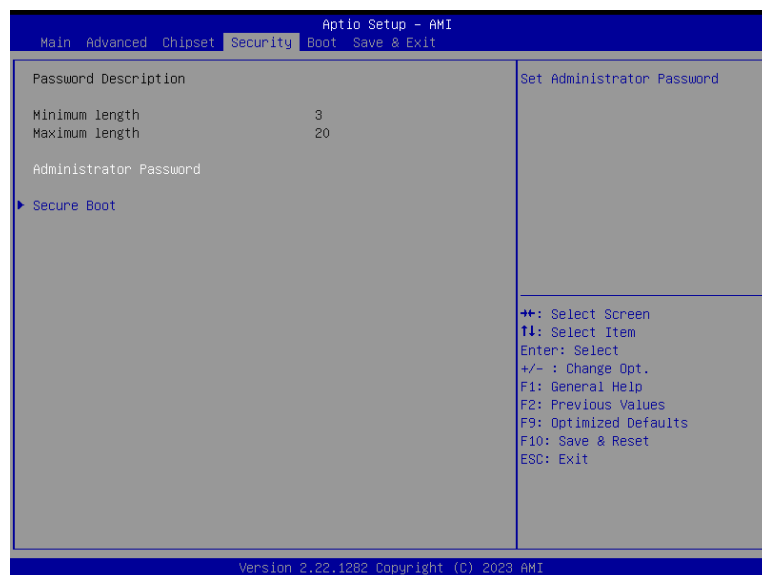 Aptio Setup – AMI
Main Advanced Chipset Security Boot Save & Exit
Password Description
Minimum length 3
Maximum length 20
Administrator Password
Secure Boot
Set Administrator Password
→←: Select Screen
↑↓: Select Item
Enter: Select
+/- : Change Opt.
F1: General Help
F2: Previous Values
F9: Optimized Defaults
F10: Save & Reset
ESC: Exit
Version 2.22.1282 Copyright (C) 2023 AMI